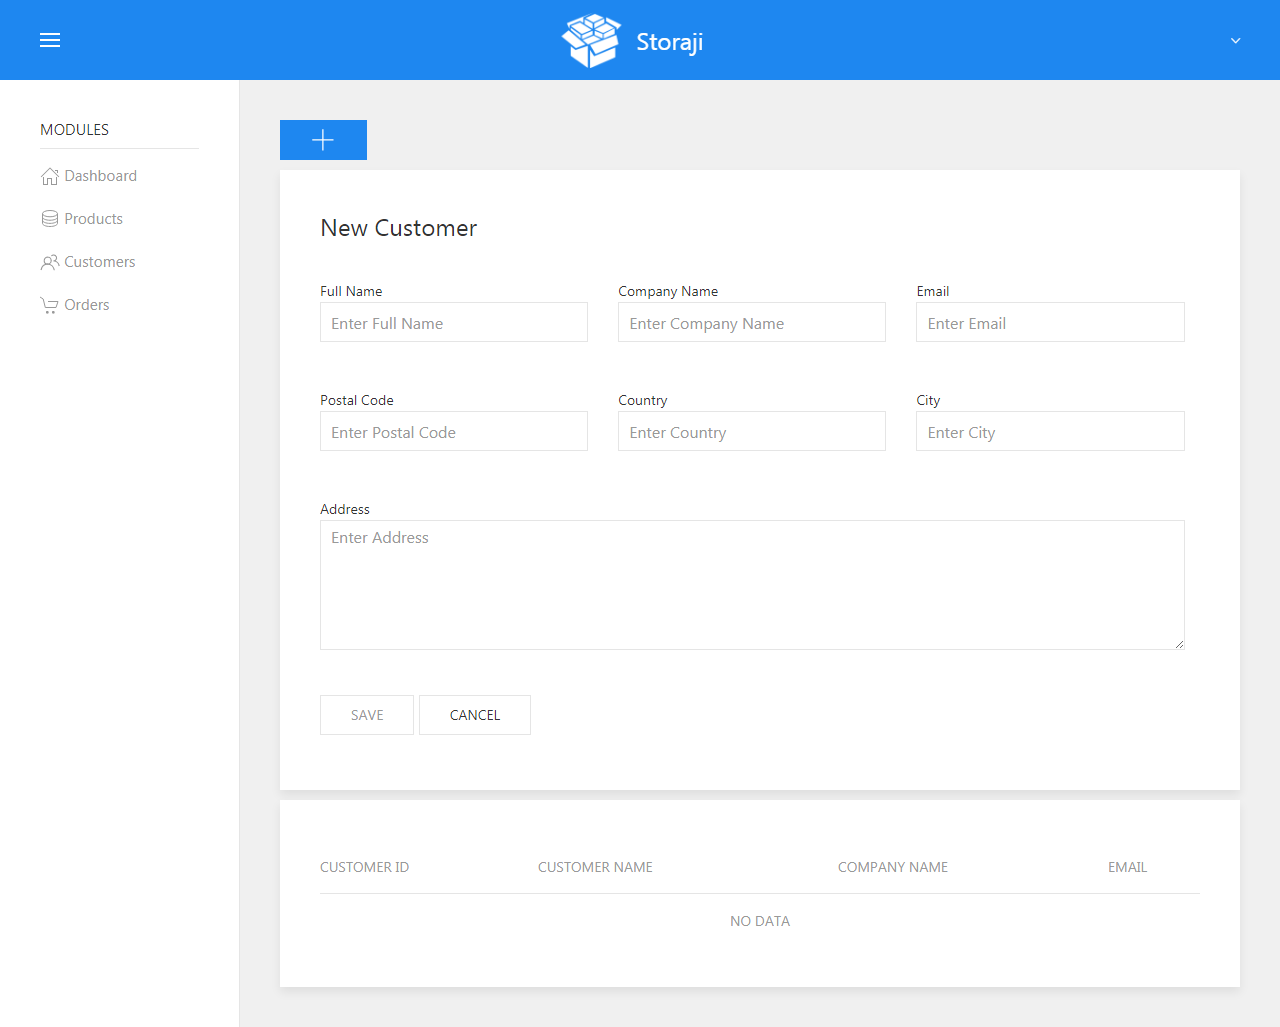 Storaji
MODULES
Dashboard
Products
Customers
Orders
New Customer
Full Name Company Name Email
Enter Full Name Enter Company Name Enter Email
Postal Code Country City
Enter Postal Code Enter Country Enter City
Address
Enter Address
SAVE CANCEL
CUSTOMER ID CUSTOMER NAME COMPANY NAME EMAIL
NO DATA